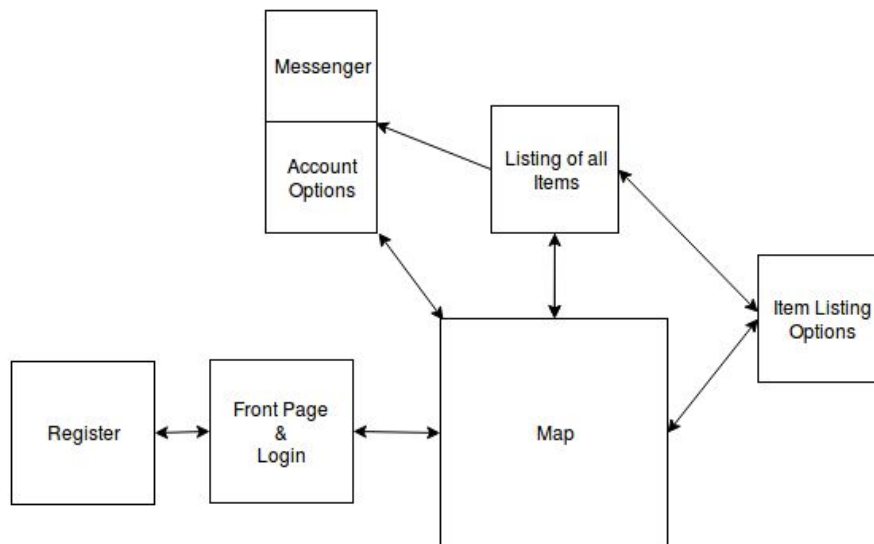 Messenger
Account
Options
Listing of all
Items
Item Listing
Options
Register
Front Page
&
Login
Map